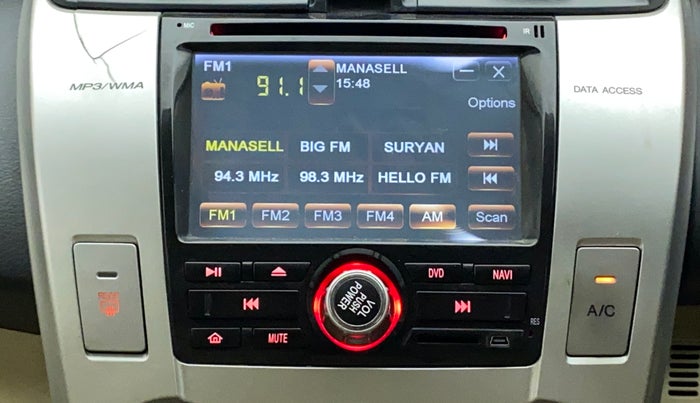 MIC
IR
MP3/WMA
DATA ACCESS
FM1
91.1
MANASELL
15:48
Options
MANASELL BIG FM SURYAN
94.3 MHz 98.3 MHz HELLO FM
FM1 FM2 FM3 FM4 AM Scan
DVD NAVI
VOL
PUSH
POWER
MUTE
RES
A/C